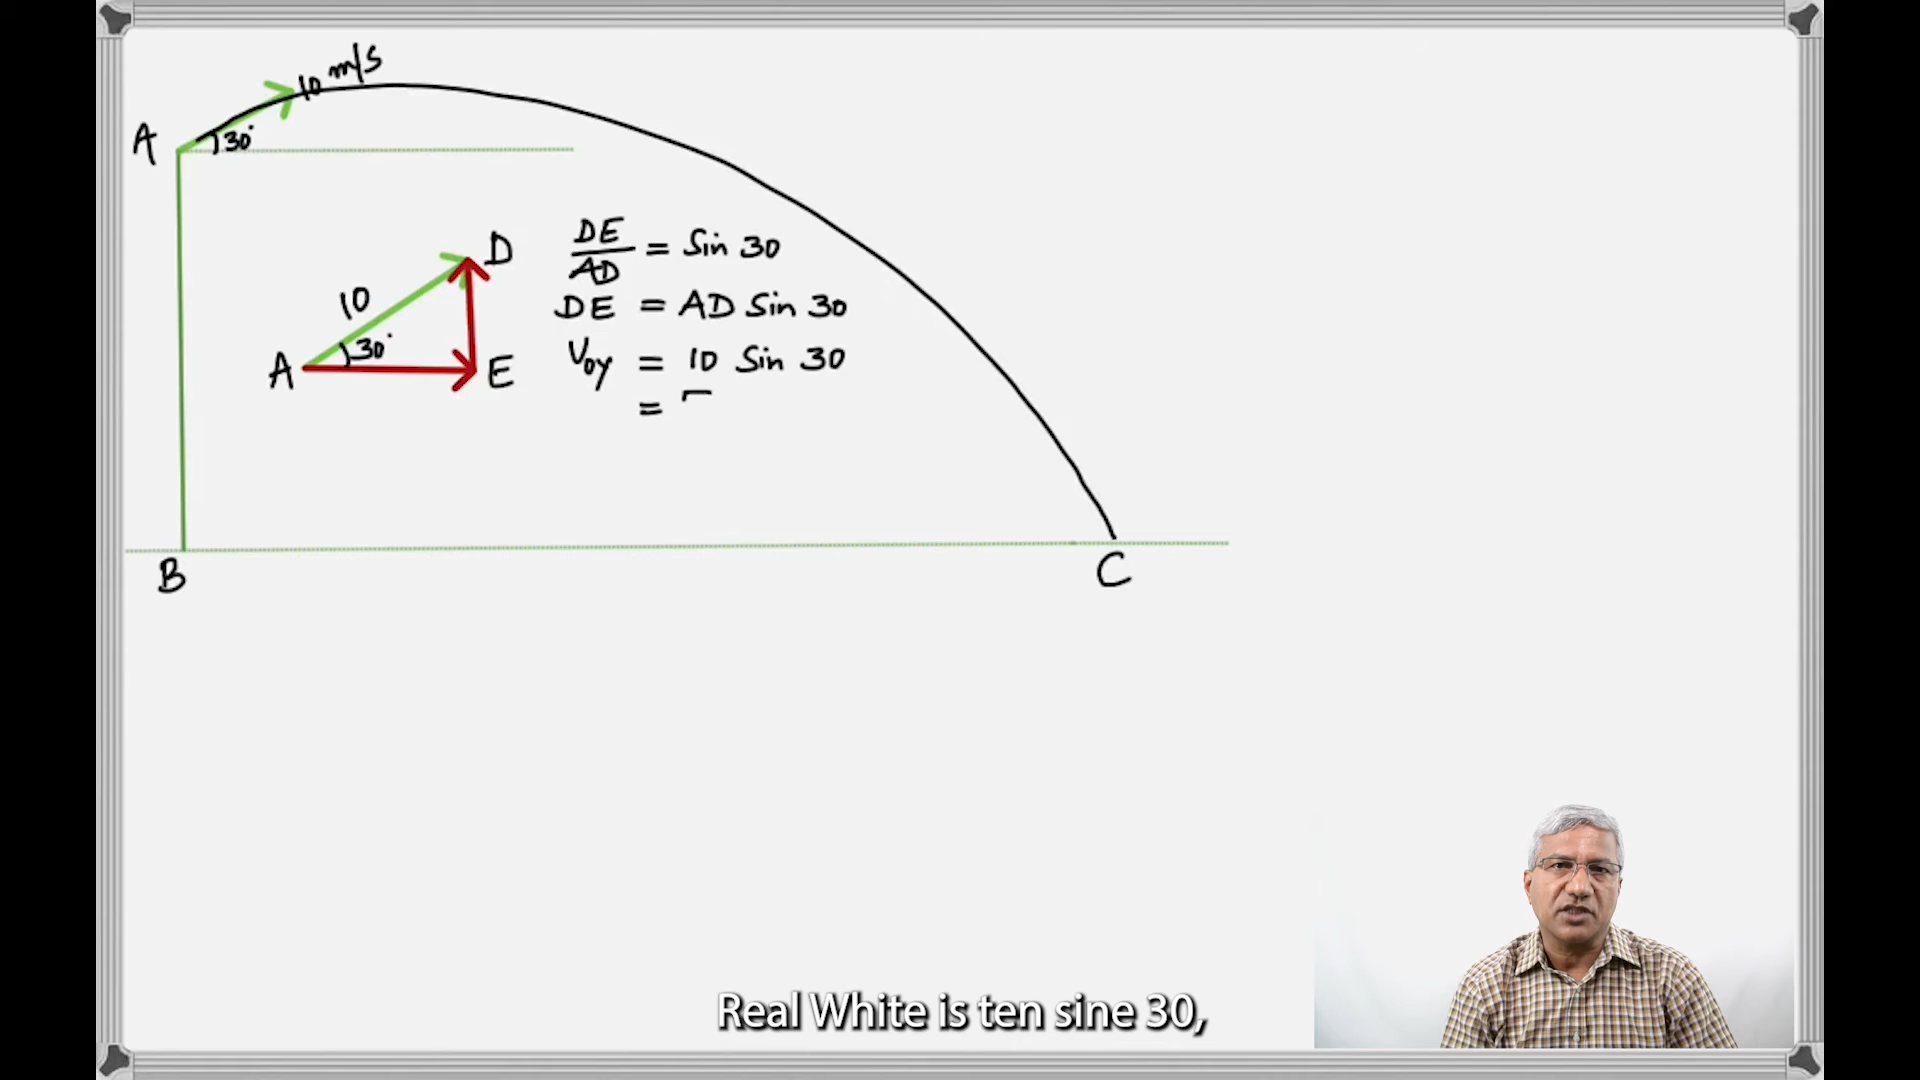 10 m/s
A
30°
D
DE/AD = Sin 30
10
DE = AD Sin 30
30°
A
E
Voy = 10 Sin 30
=
B
C
Real White is ten sine 30,